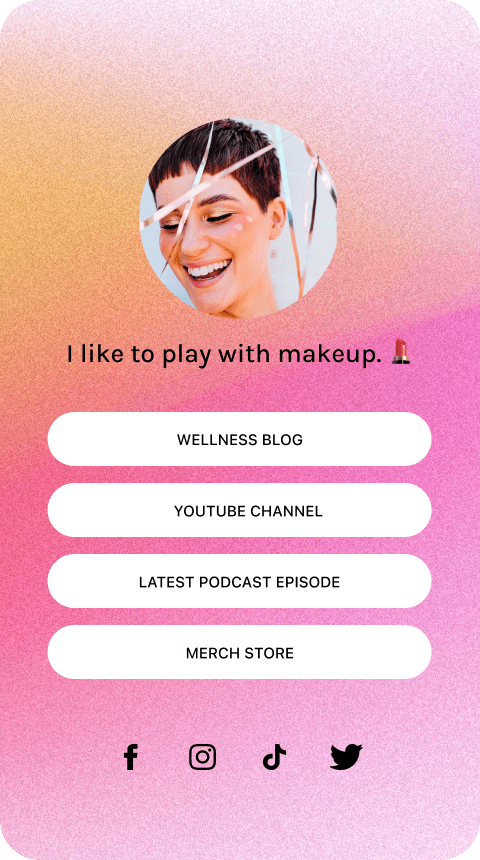 I like to play with makeup. 💄
WELLNESS BLOG
YOUTUBE CHANNEL
LATEST PODCAST EPISODE
MERCH STORE